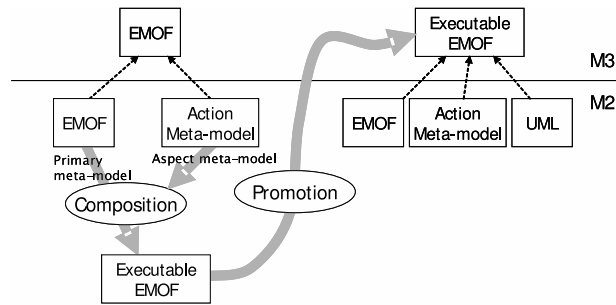 EMOF
Executable
EMOF
M3
M2
EMOF
Action
Meta-model
EMOF
Action
Meta-model
UML
Primary
meta-model
Aspect meta-model
Composition
Promotion
Executable
EMOF